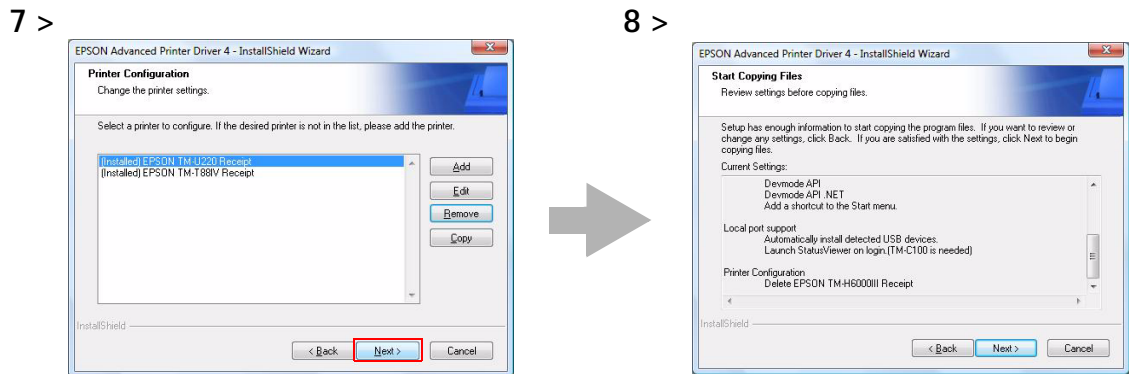 7 >
EPSON Advanced Printer Driver 4 - InstallShield Wizard
Printer Configuration
Change the printer settings.
Select a printer to configure. If the desired printer is not in the list, please add the printer.
(Installed) EPSON TM-U220 Receipt
(Installed) EPSON TM-T88IV Receipt
Add
Edit
Remove
Copy
InstallShield
< Back
Next >
Cancel
8 >
EPSON Advanced Printer Driver 4 - InstallShield Wizard
Start Copying Files
Review settings before copying files.
Setup has enough information to start copying the program files. If you want to review or
change any settings, click Back. If you are satisfied with the settings, click Next to begin
copying files.
Current Settings:
Devmode API
Devmode API .NET
Add a shortcut to the Start menu.
Local port support
Automatically install detected USB devices.
Launch StatusViewer on login.(TM-C100 is needed)
Printer Configuration
Delete EPSON TM-H6000III Receipt
InstallShield
< Back
Next >
Cancel